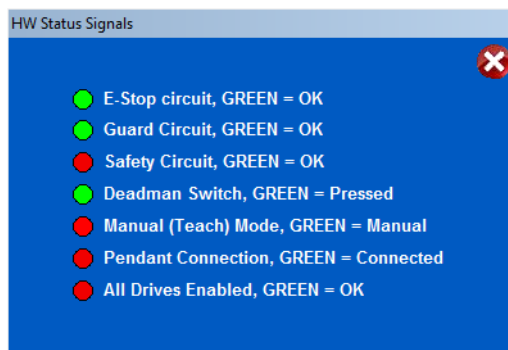 HW Status Signals
E-Stop circuit, GREEN = OK
Guard Circuit, GREEN = OK
Safety Circuit, GREEN = OK
Deadman Switch, GREEN = Pressed
Manual (Teach) Mode, GREEN = Manual
Pendant Connection, GREEN = Connected
All Drives Enabled, GREEN = OK